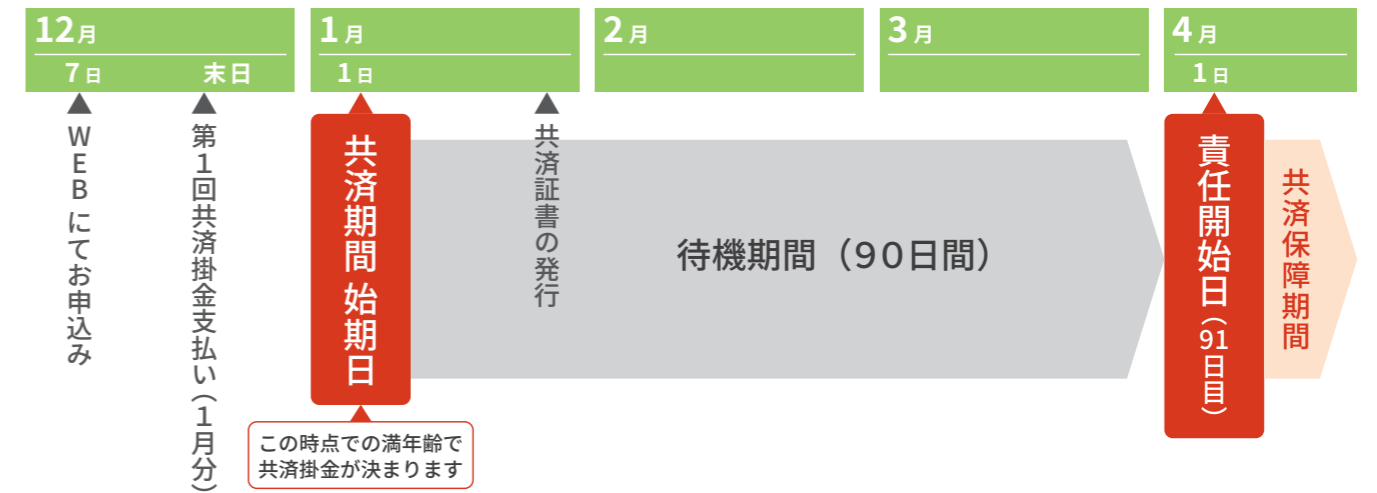 12月
7日
末日
1月
1日
2月
3月
4月
1日
WEBにてお申込み
第1回共済掛金支払い（1月分）
共済期間 始期日
この時点での満年齢で
共済掛金が決まります
共済証書の発行
待機期間（90日間）
責任開始日（91日目）
共済保障期間